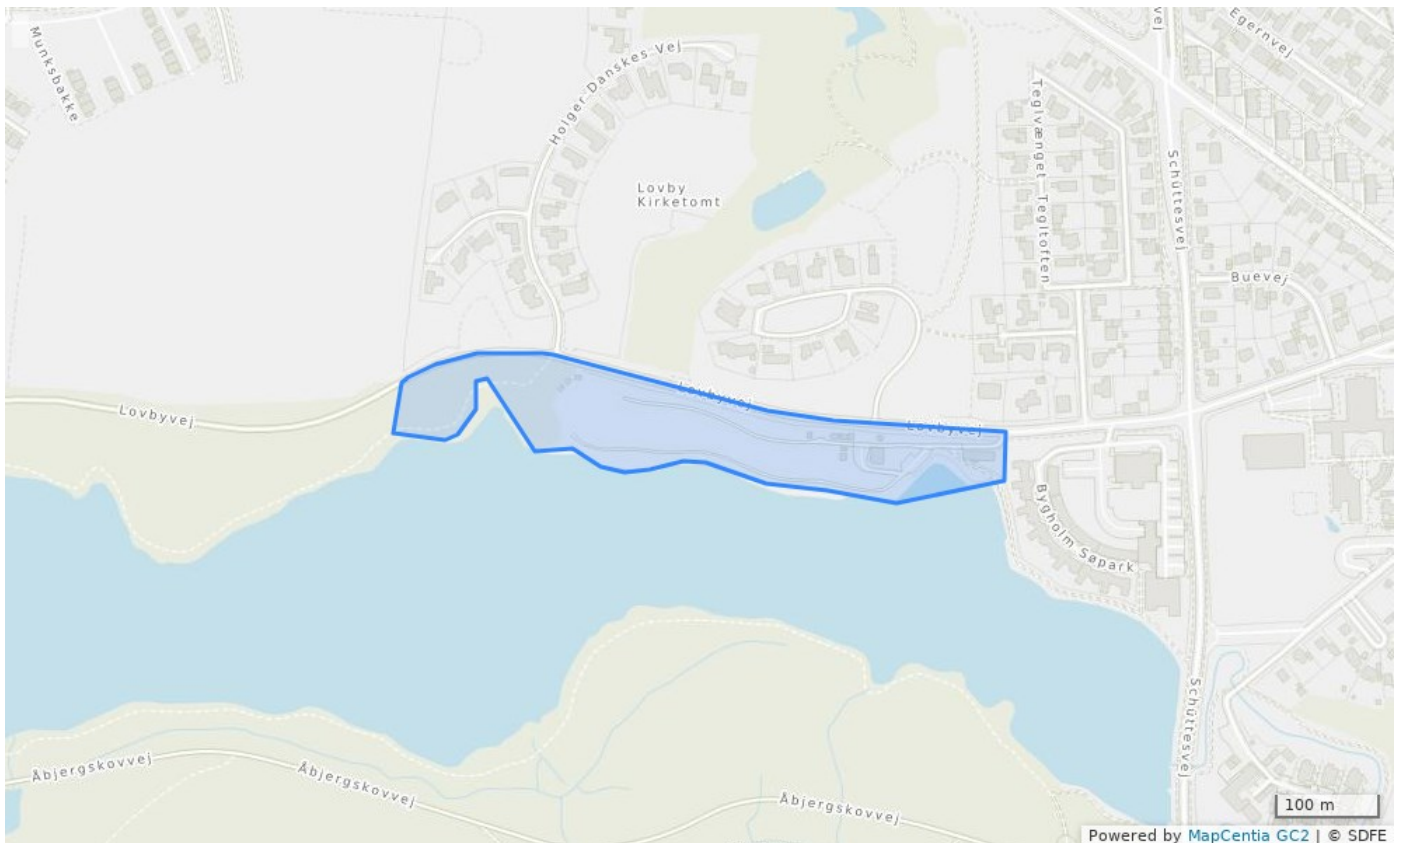 Munksbakke
Holger Danskes Vej
vej
Egernvej
Teglvænget
Tegltoften
Schüttesvej
Lovby
Kirketomt
Buevej
Lovbyvej
Lovbyvej
Lovbyvej
Bygholm Søpark
Schüttesvej
Åbjergskovvej
Åbjergskovvej
Åbjergskovvej
100 m
Powered by MapCentia GC2 | © SDFE